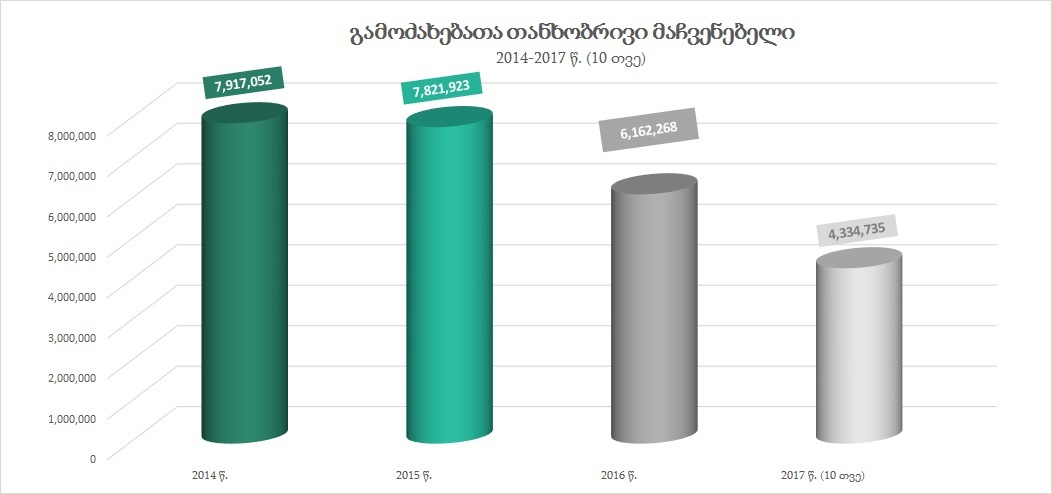 გამოძახებათა თანხობრივი მაჩვენებელი
2014-2017 წ. (10 თვე)
7,917,052
7,821,923
6,162,268
4,334,735
8,000,000
7,000,000
6,000,000
5,000,000
4,000,000
3,000,000
2,000,000
1,000,000
0
2014 წ.
2015 წ.
2016 წ.
2017 წ. (10 თვე)